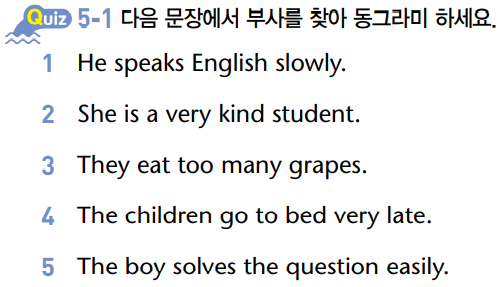 Quiz 5-1 다음 문장에서 부사를 찾아 동그라미 하세요.
1 He speaks English slowly.
2 She is a very kind student.
3 They eat too many grapes.
4 The children go to bed very late.
5 The boy solves the question easily.